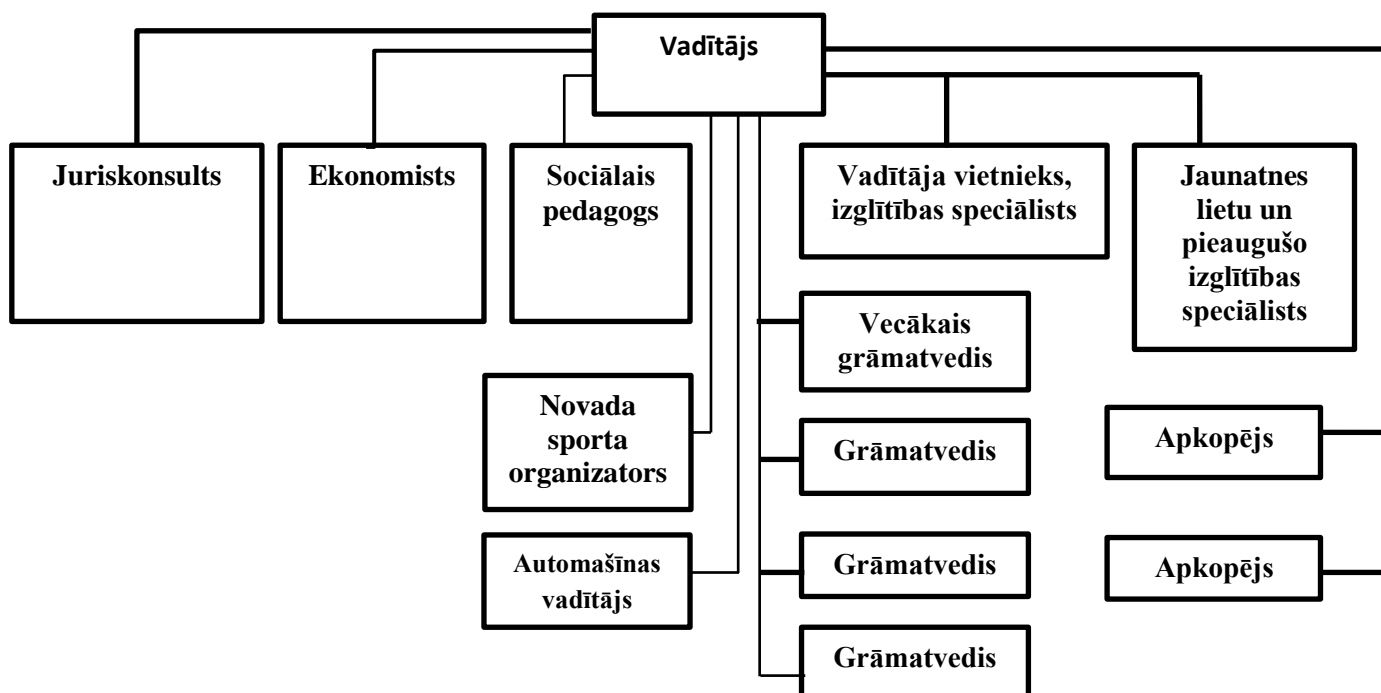 Vadītājs
Juriskonsults
Ekonomists
Sociālais
pedagogs
Vadītāja vietnieks,
izglītības speciālists
Jaunatnes
lietu un
pieaugušo
izglītības
speciālists
Vecākais
grāmatvedis
Novada
sporta
organizators
Grāmatvedis
Apkopējs
Automašīnas
vadītājs
Grāmatvedis
Apkopējs
Grāmatvedis